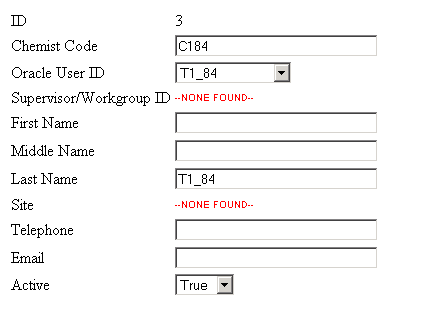 ID 3
Chemist Code C184
Oracle User ID T1_84
Supervisor/Workgroup ID --NONE FOUND--
First Name
Middle Name
Last Name T1_84
Site --NONE FOUND--
Telephone
Email
Active True